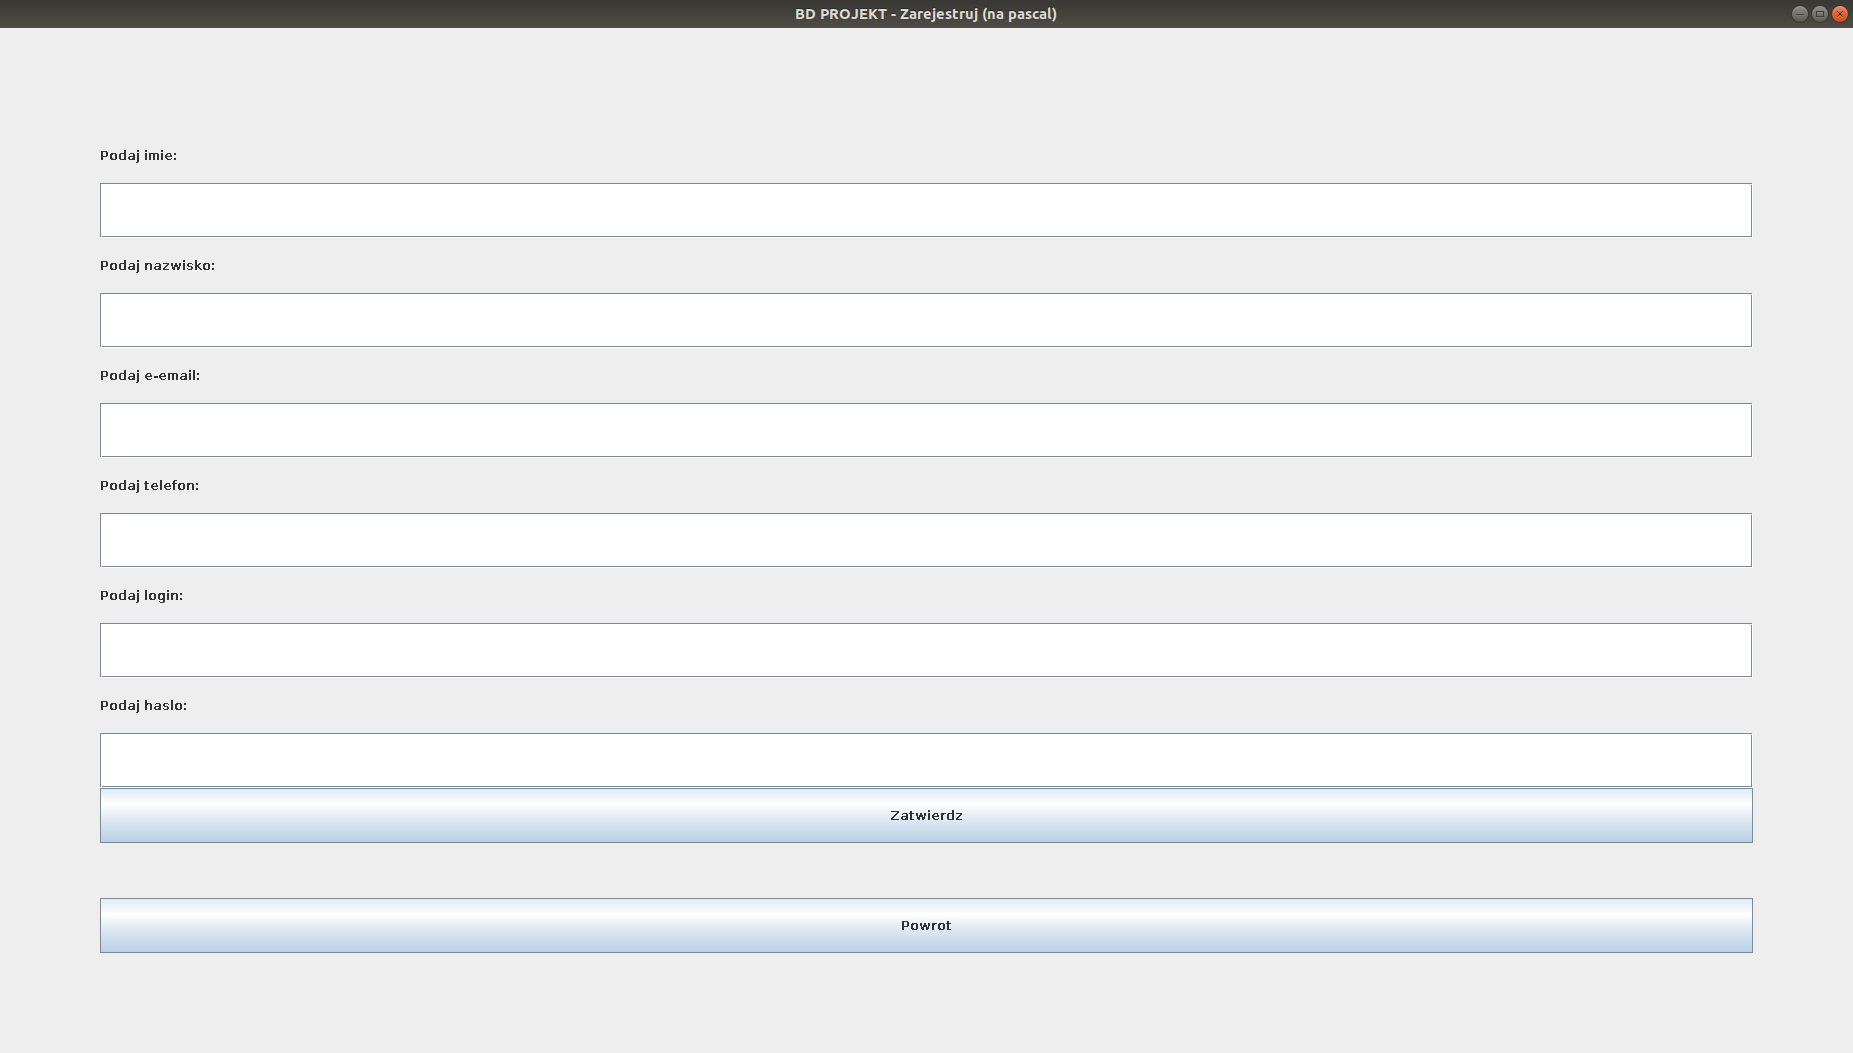 BD PROJEKT - Zarejestruj (na pascal)
Podaj imie:
Podaj nazwisko:
Podaj e-email:
Podaj telefon:
Podaj login:
Podaj haslo:
Zatwierdz
Powrot